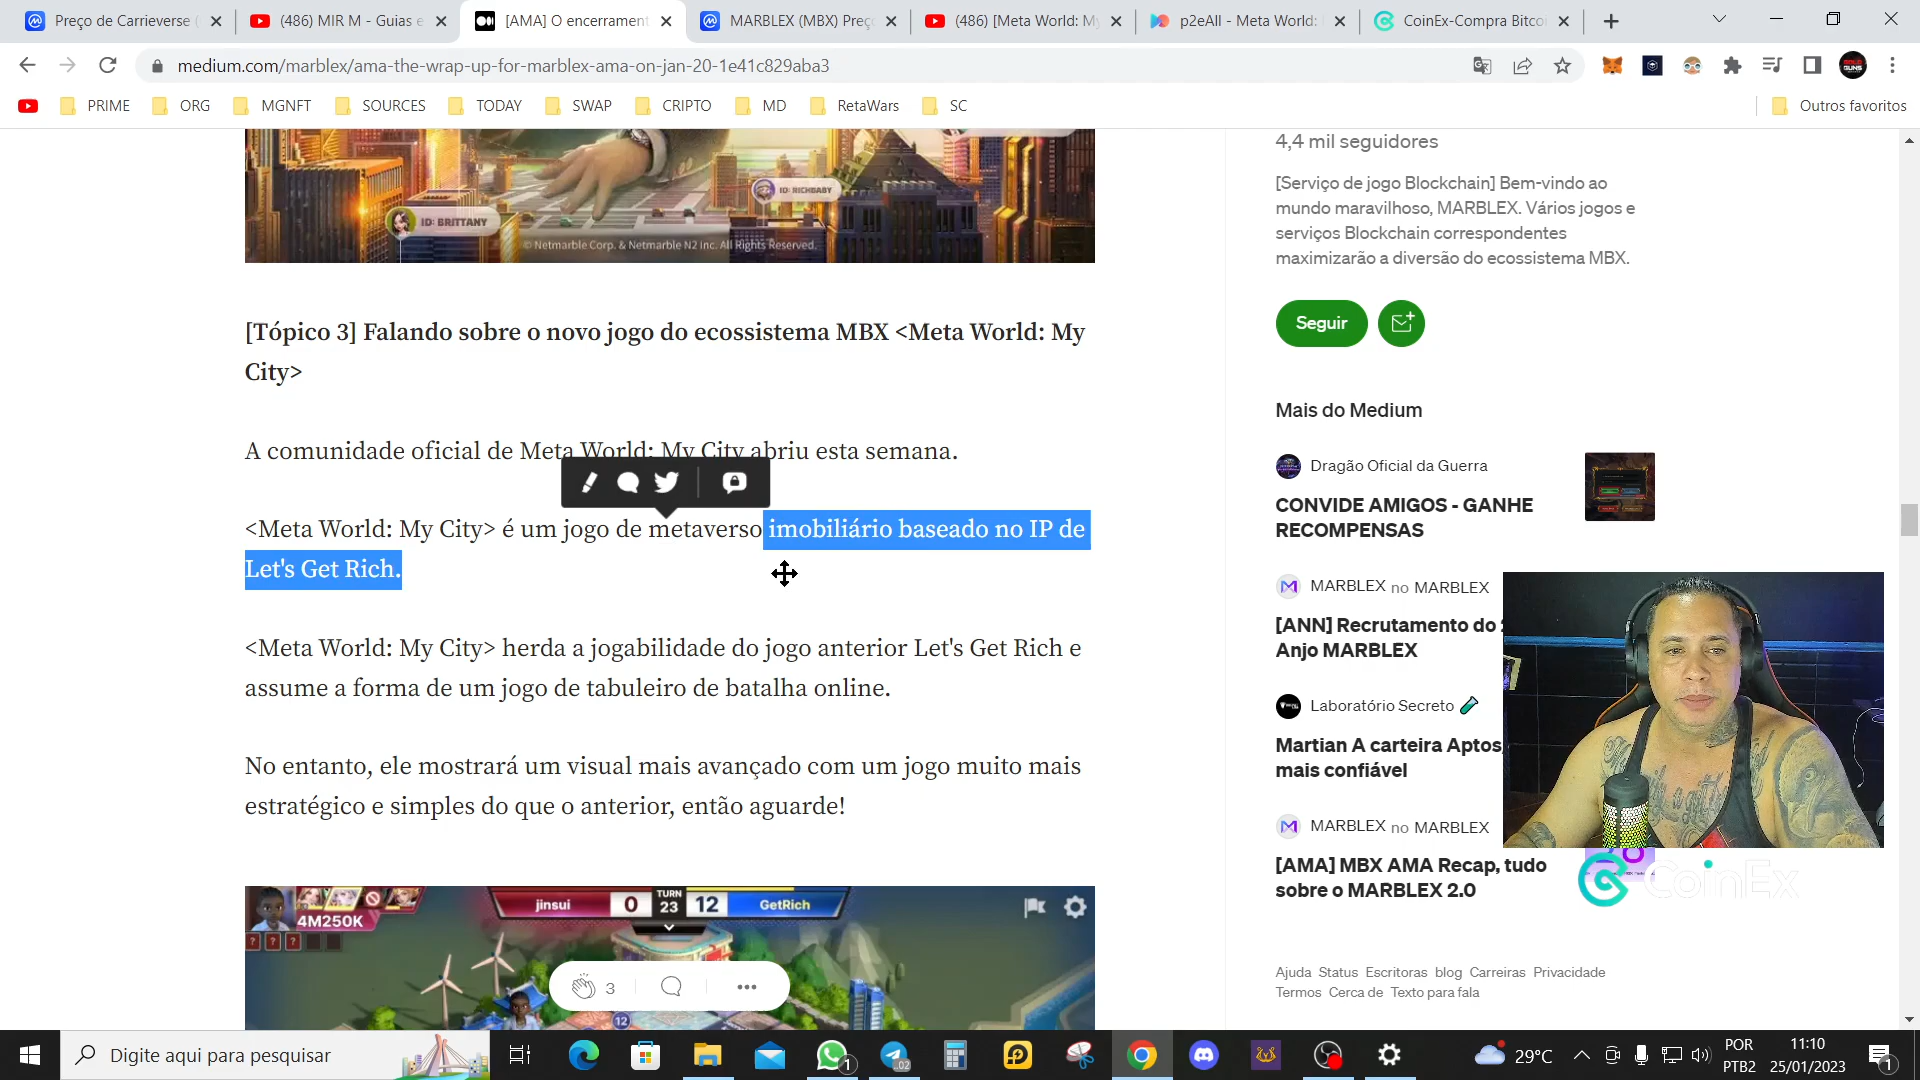 Preço de Carrieverse (
(486) MIR M - Guias e
[AMA] O encerrament
MARBLEX (MBX) Preç
(486) [Meta World: My
p2eAll - Meta World:
CoinEx-Compra Bitco
medium.com/marblex/ama-the-wrap-up-for-marblex-ama-on-jan-20-1e41c829aba3
PRIME
ORG
MGNFT
SOURCES
TODAY
SWAP
CRIPTO
MD
RetaWars
SC
Outros favoritos
ID: RICHBABY
ID: BRITTANY
© Netmarble Corp. & Netmarble N2 Inc. All Rights Reserved.
[Tópico 3] Falando sobre o novo jogo do ecossistema MBX <Meta World: My
City>
A comunidade oficial de Meta World: My City abriu esta semana.
<Meta World: My City> é um jogo de metaverso imobiliário baseado no IP de
Let's Get Rich.
<Meta World: My City> herda a jogabilidade do jogo anterior Let's Get Rich e
assume a forma de um jogo de tabuleiro de batalha online.
No entanto, ele mostrará um visual mais avançado com um jogo muito mais
estratégico e simples do que o anterior, então aguarde!
4M250K
jinsui
0
TURN
23
12
GetRich
? ? ?
12
3
4,4 mil seguidores
[Serviço de jogo Blockchain] Bem-vindo ao
mundo maravilhoso, MARBLEX. Vários jogos e
serviços Blockchain correspondentes
maximizarão a diversão do ecossistema MBX.
Seguir
Mais do Medium
Dragão Oficial da Guerra
CONVIDE AMIGOS - GANHE
RECOMPENSAS
MARBLEX no MARBLEX
[ANN] Recrutamento do
Anjo MARBLEX
Laboratório Secreto
Martian A carteira Aptos,
mais confiável
MARBLEX no MARBLEX
[AMA] MBX AMA Recap, tudo
sobre o MARBLEX 2.0
CoinEx
Ajuda Status Escritoras blog Carreiras Privacidade
Termos Cerca de Texto para fala
Digite aqui para pesquisar
1
02
29°C
POR
PTB2
11:10
25/01/2023
1